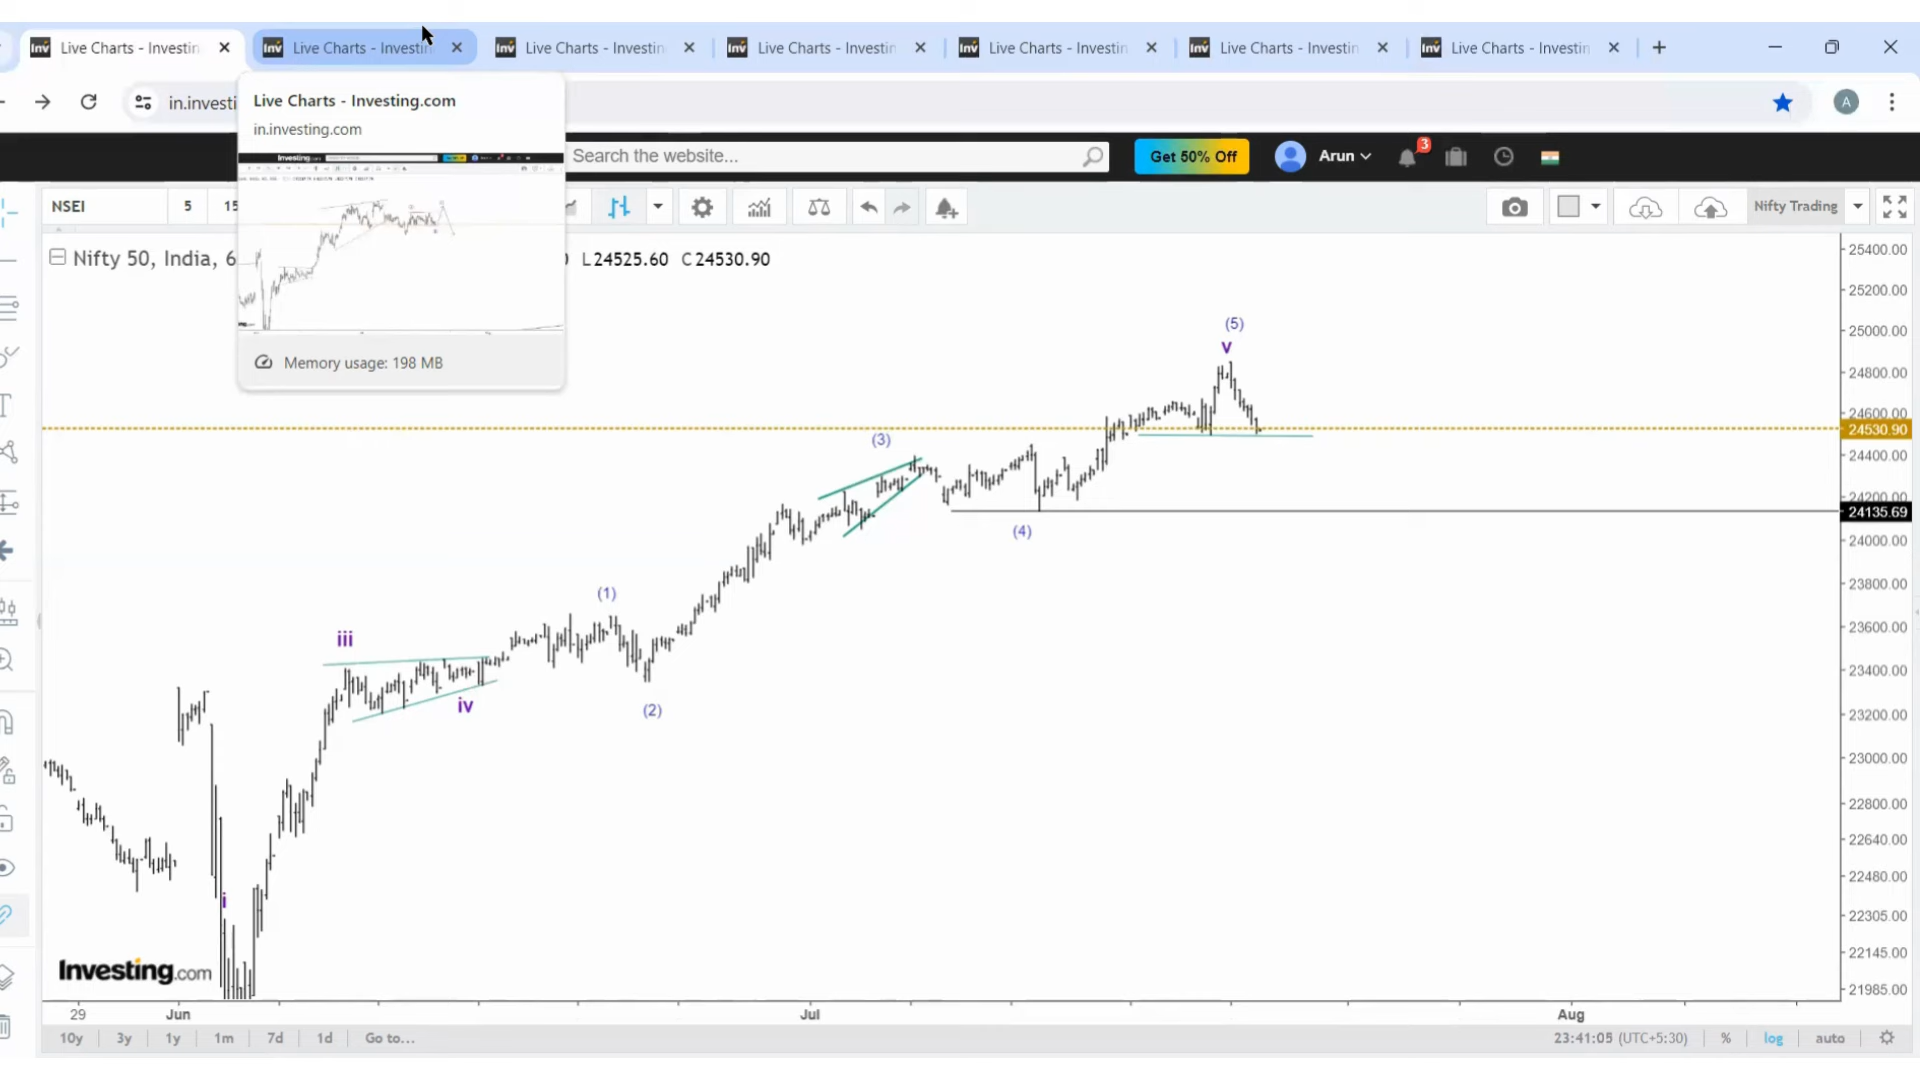 Live Charts - Investin
Live Charts - Investin
Live Charts - Investin
Live Charts - Investin
Live Charts - Investin
Live Charts - Investin
Live Charts - Investin
in.investi
A
Live Charts - Investing.com
in.investing.com
Memory usage: 198 MB
Search the website...
Get 50% Off
Arun
3
NSEI
5
15
Nifty Trading
Nifty 50, India, 6
L24525.60 C24530.90
25400.00
25200.00
25000.00
24800.00
24600.00
24530.90
24400.00
24200.00
24135.69
24000.00
23800.00
23600.00
23400.00
23200.00
23000.00
22800.00
22640.00
22480.00
22305.00
22145.00
21985.00
(5)
v
(3)
(4)
(1)
iii
iv
(2)
i
Investing.com
29
Jun
Jul
Aug
10y
3y
1y
1m
7d
1d
Go to...
23:41:05 (UTC+5:30)
%
log
auto